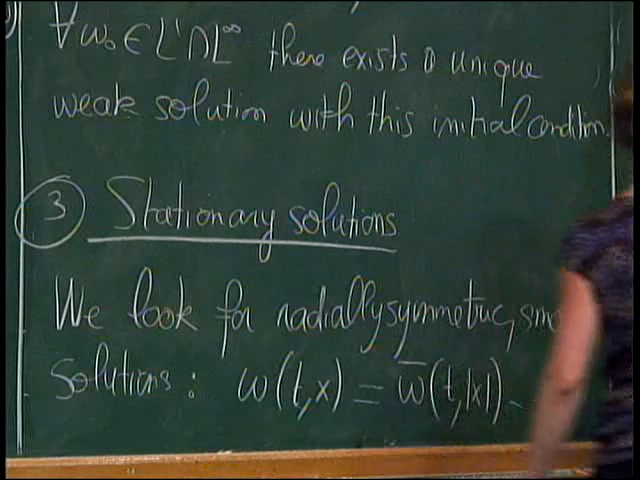 ∀ω₀ ∈ L¹∩L^∞ there exists a unique
weak solution with this initial condition.
3 Stationary solutions
We look for radially symmetric,
solutions: ω(t,x) = ω̄(t,|x|).